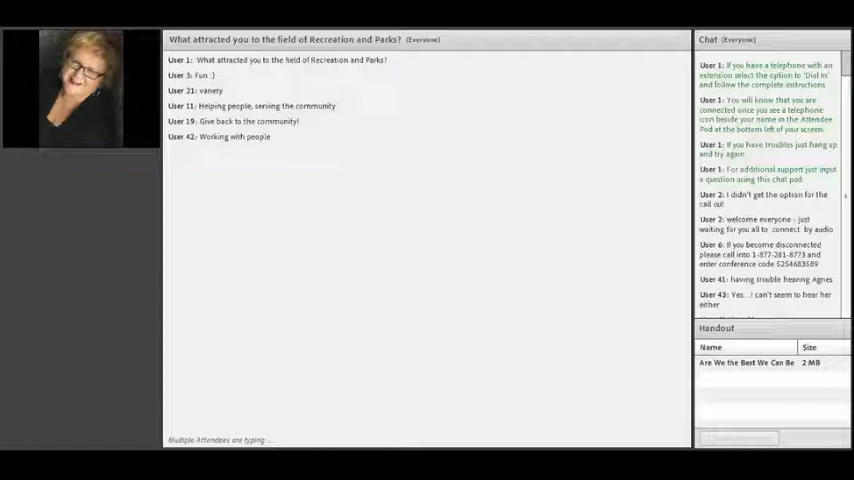 What attracted you to the field of Recreation and Parks? (Everyone)
User 1: What attracted you to the field of Recreation and Parks?
User 3: Fun :)
User 21: variety
User 11: Helping people, serving the community
User 19: Give back to the community!
User 42: Working with people
Multiple Attendees are typing ...
Chat (Everyone)
User 1: If you have a telephone with an
extension select the option to 'Dial In'
and follow the complete instructions
User 1: You will know that you are
connected once you see a telephone
icon beside your name in the Attendee
Pod at the bottom left of your screen.
User 1: If you have troubles just hang up
and try again
User 1: For additional support just input
a question using this chat pod.
User 2: I didn't get the option for the
call out
User 2: welcome everyone - just
waiting for you all to connect by audio
User 6: If you become disconnected
please call into 1-877-281-8773 and
enter conference code 5254683589
User 41: having trouble hearing Agnes
User 43: Yes...I can't seem to hear her
either
Handout
Name Size
Are We the Best We Can Be 2 MB